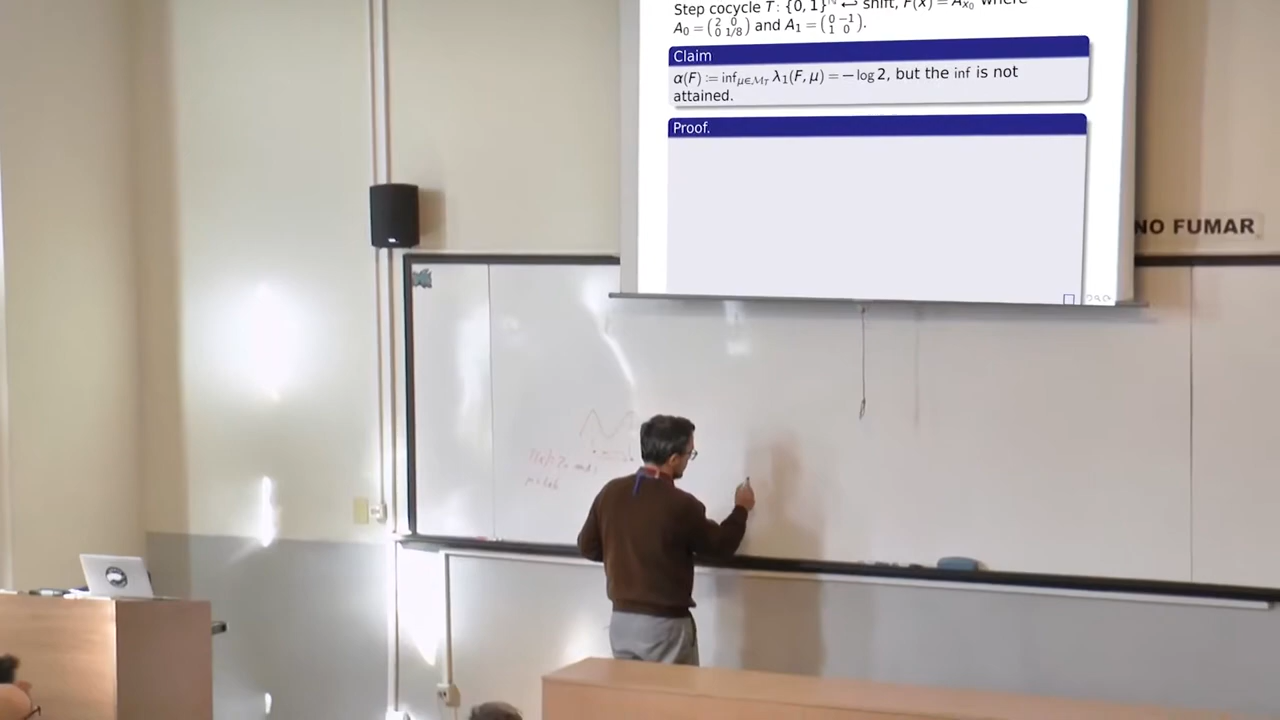 Step cocycle T: {0, 1}^ℕ ↩ shift, F(x) = A_{x_0} where
A_0 = (2 0 / 0 1/8) and A_1 = (0 −1 / 1 0).
Claim
α(F) := inf_{μ∈M_T} λ_1(F, μ) = − log 2, but the inf is not
attained.
Proof.
NO FUMAR